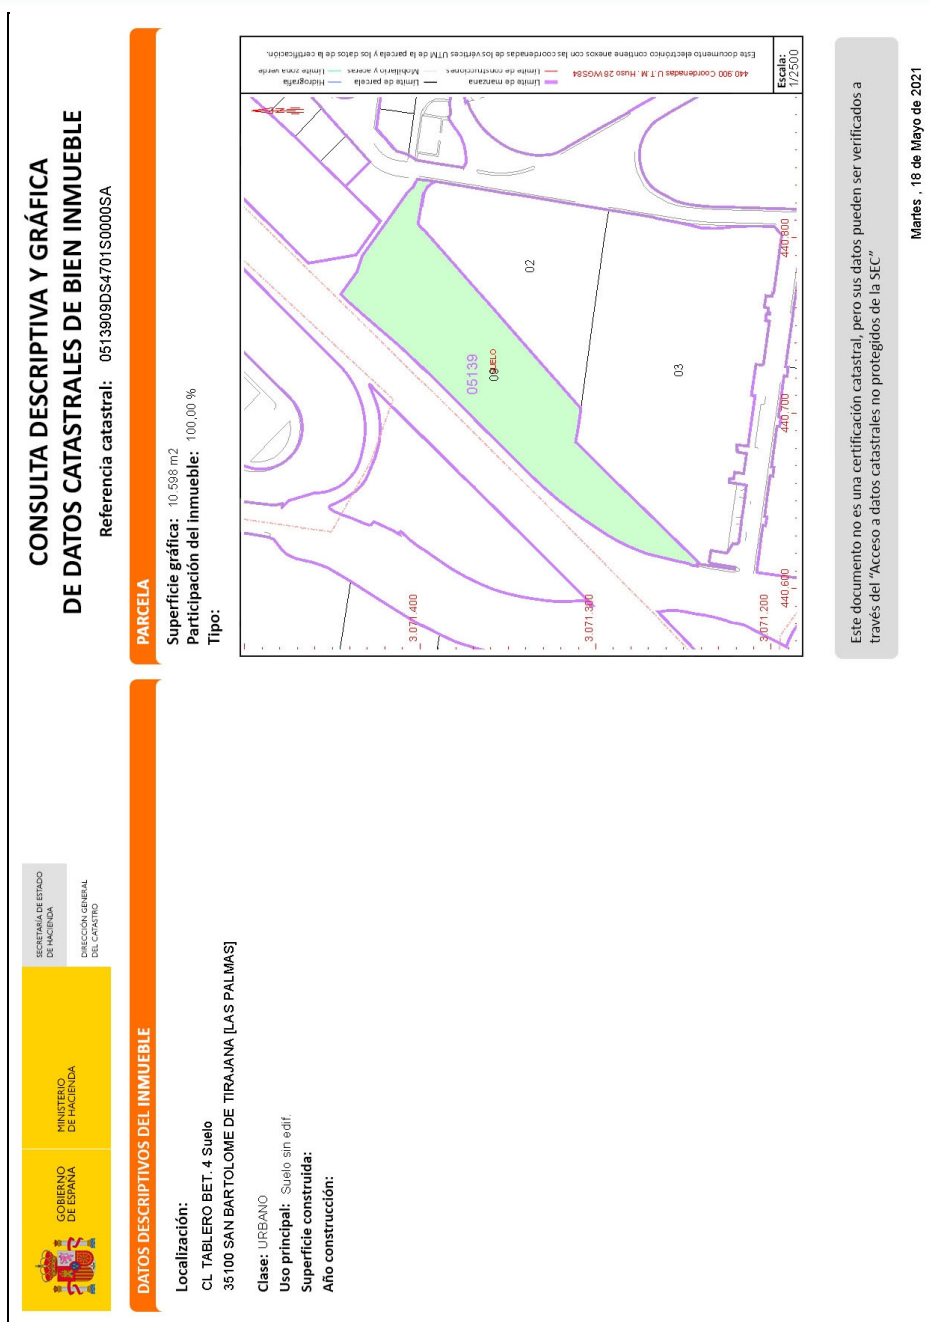 GOBIERNO
DE ESPAÑA
MINISTERIO
DE HACIENDA
SECRETARÍA DE ESTADO
DE HACIENDA
DIRECCIÓN GENERAL
DEL CATASTRO
CONSULTA DESCRIPTIVA Y GRÁFICA
DE DATOS CATASTRALES DE BIEN INMUEBLE
Referencia catastral: 0513909DS4701S0000SA
DATOS DESCRIPTIVOS DEL INMUEBLE
Localización:
CL TABLERO BET. 4 Suelo
35100 SAN BARTOLOME DE TIRAJANA [LAS PALMAS]
Clase: URBANO
Uso principal: Suelo sin edif.
Superficie construida:
Año construcción:
PARCELA
Superficie gráfica: 10.598 m2
Participación del inmueble: 100,00 %
Tipo:
3.071.400
3.071.300
3.071.200
440.600
440.700
440.800
05139
09
SUELO
02
03
440.900 Coordenadas U.T.M. Huso 28 WGS84
Límite de manzana
Límite de parcela
Límite de construcciones
Mobiliario y aceras
Límite zona verde
Hidrografía
Este documento electrónico contiene anexos con las coordenadas de los vértices UTM de la parcela y los datos de la certificación.
Escala:
1/2500
Este documento no es una certificación catastral, pero sus datos pueden ser verificados a
través del "Acceso a datos catastrales no protegidos de la SEC"
Martes , 18 de Mayo de 2021